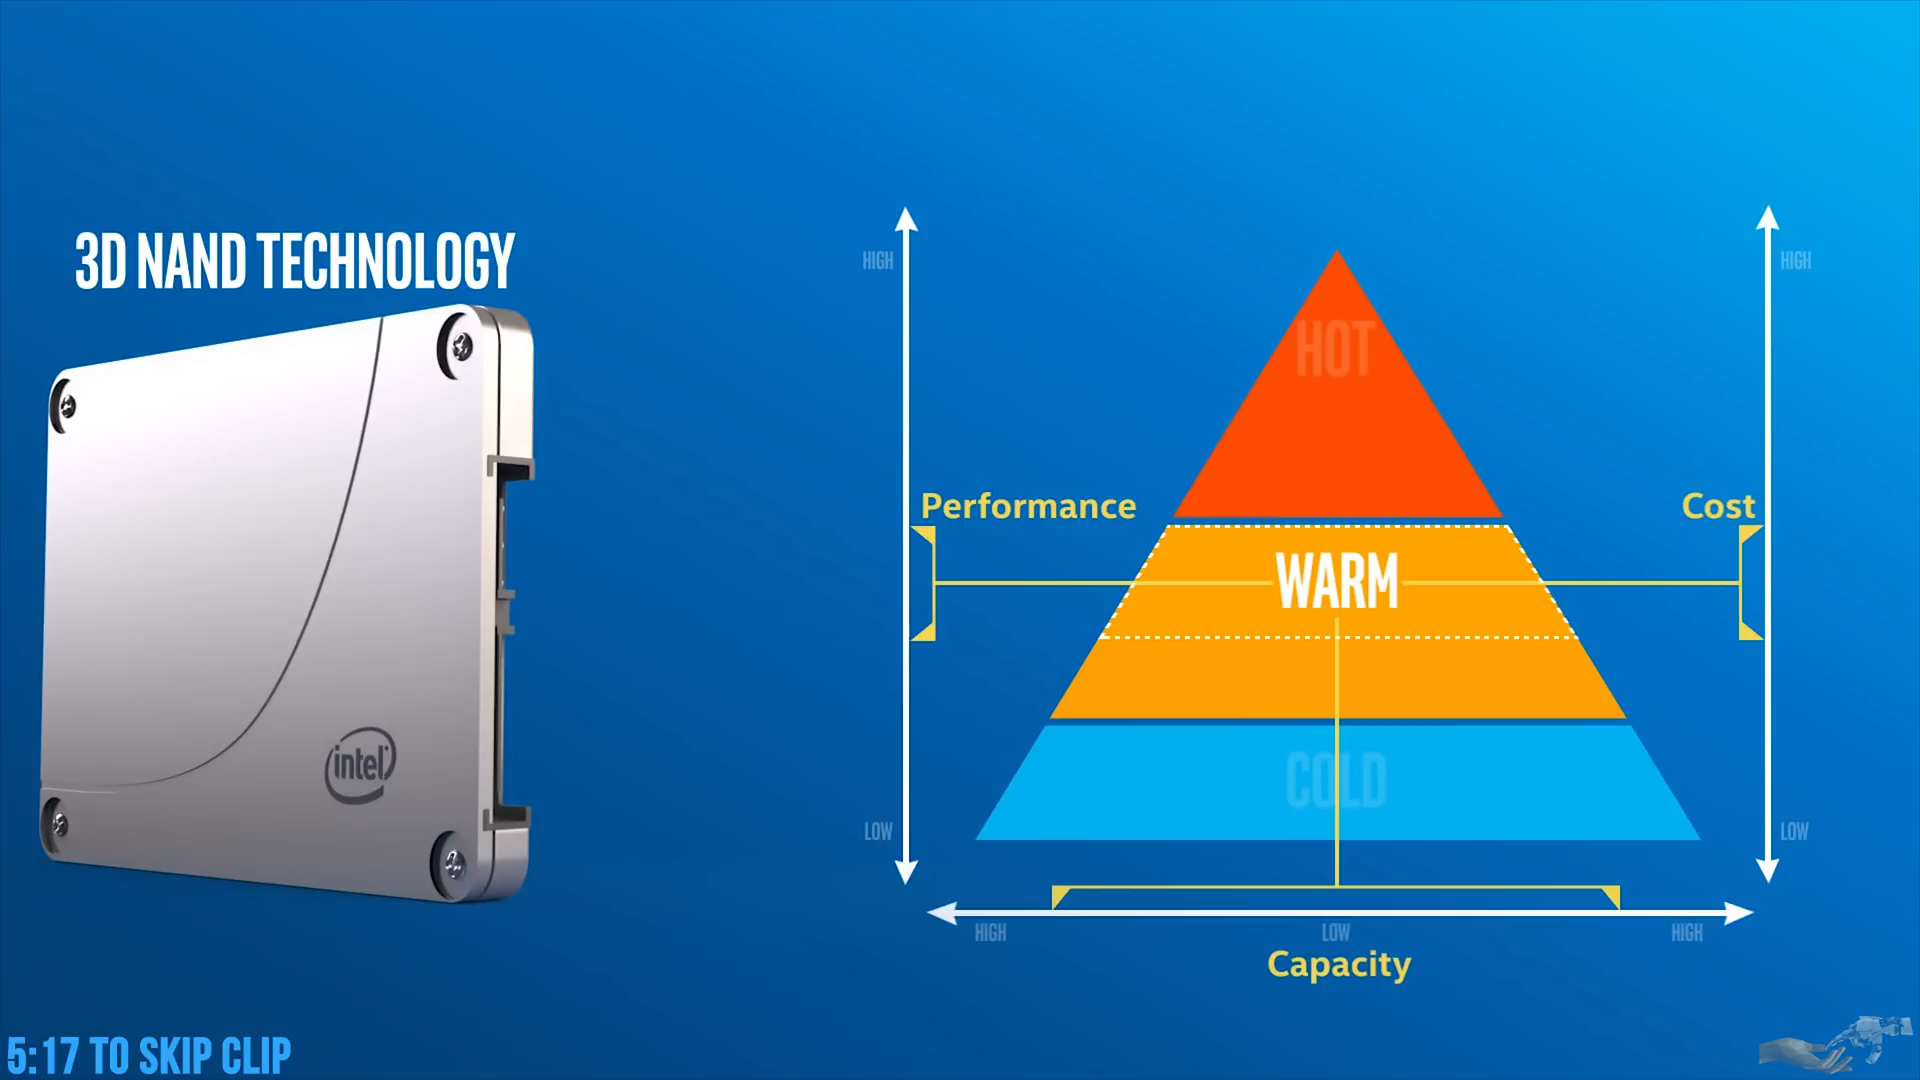 3D NAND TECHNOLOGY
intel
HIGH
HIGH
HOT
Performance
Cost
WARM
COLD
LOW
LOW
HIGH
LOW
HIGH
Capacity
5:17 TO SKIP CLIP